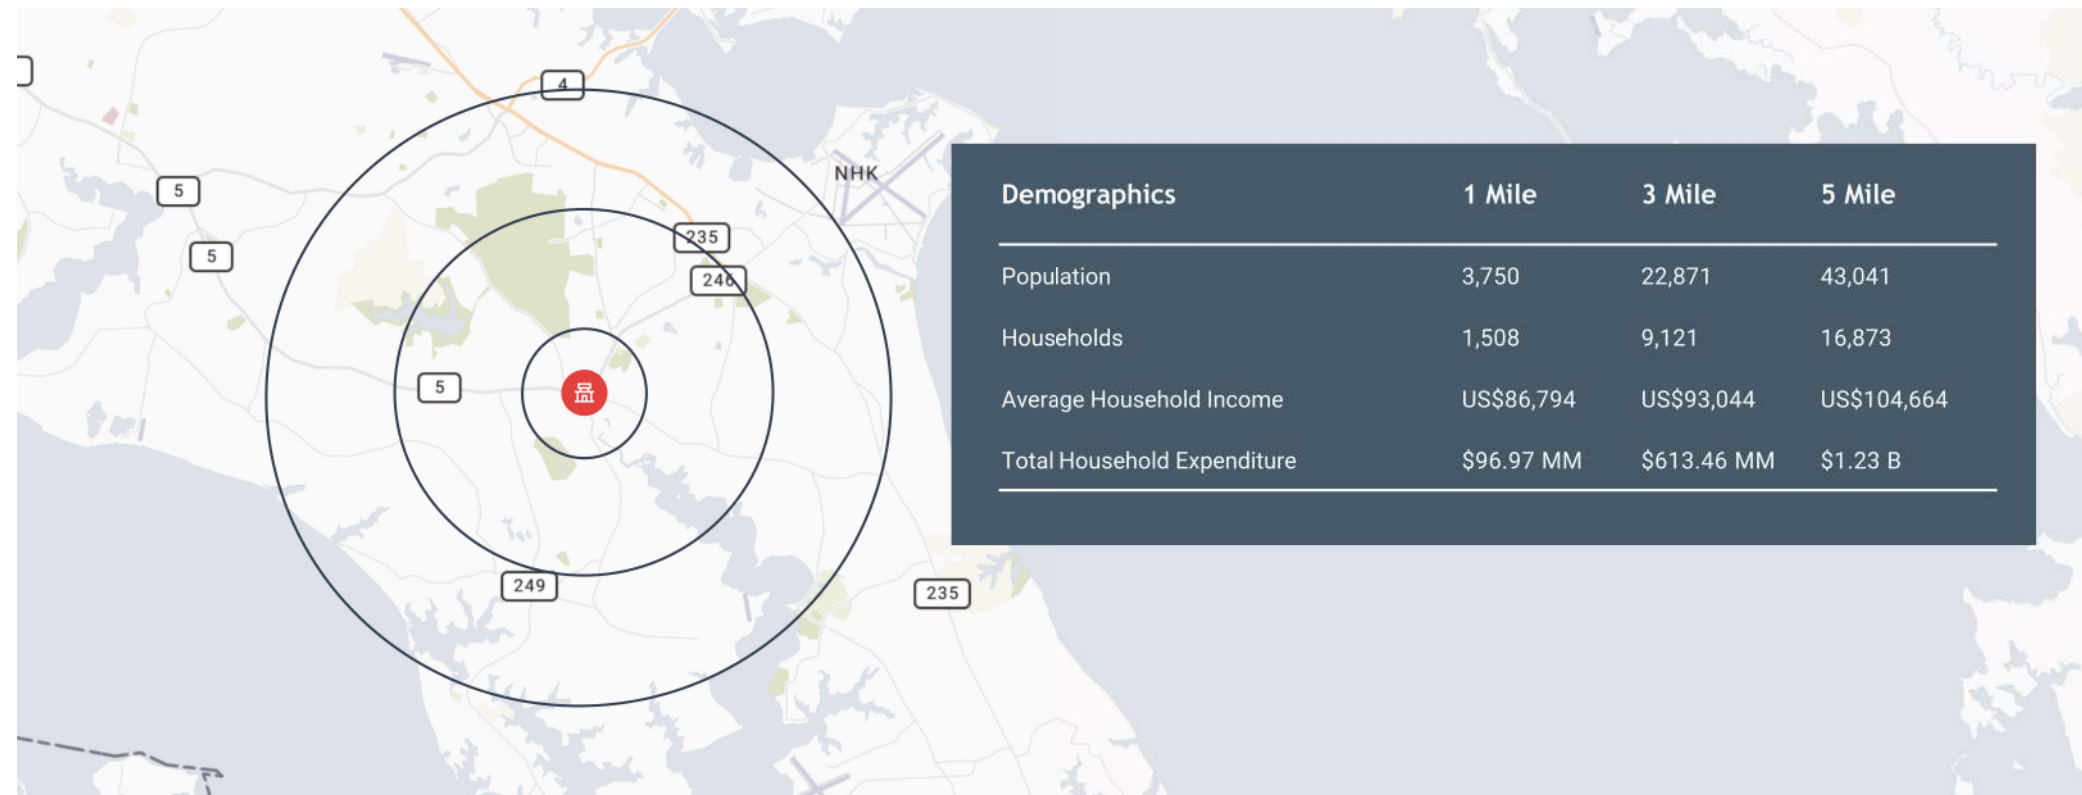 4
NHK
5
5
235
246
5
249
235
Demographics 1 Mile 3 Mile 5 Mile
Population 3,750 22,871 43,041
Households 1,508 9,121 16,873
Average Household Income US$86,794 US$93,044 US$104,664
Total Household Expenditure $96.97 MM $613.46 MM $1.23 B